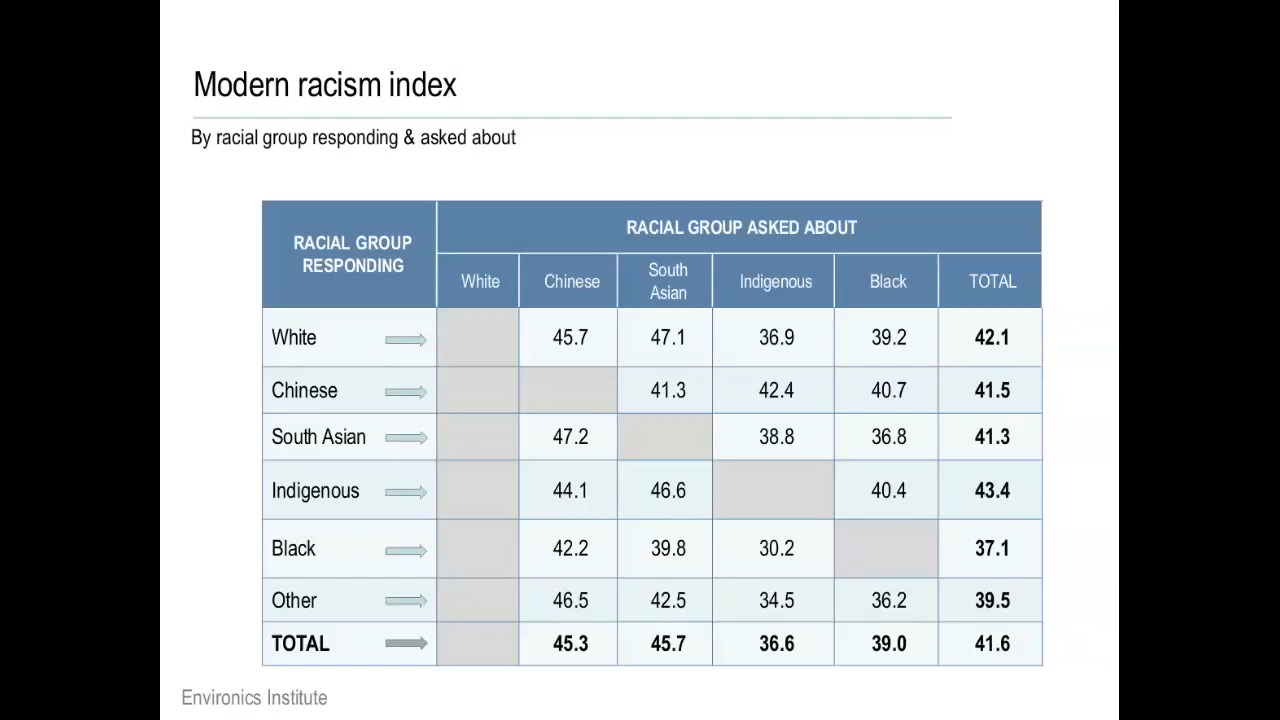 Modern racism index
By racial group responding & asked about
RACIAL GROUP
RESPONDING
RACIAL GROUP ASKED ABOUT
White Chinese South Asian Indigenous Black TOTAL
White 45.7 47.1 36.9 39.2 42.1
Chinese 41.3 42.4 40.7 41.5
South Asian 47.2 38.8 36.8 41.3
Indigenous 44.1 46.6 40.4 43.4
Black 42.2 39.8 30.2 37.1
Other 46.5 42.5 34.5 36.2 39.5
TOTAL 45.3 45.7 36.6 39.0 41.6
Environics Institute